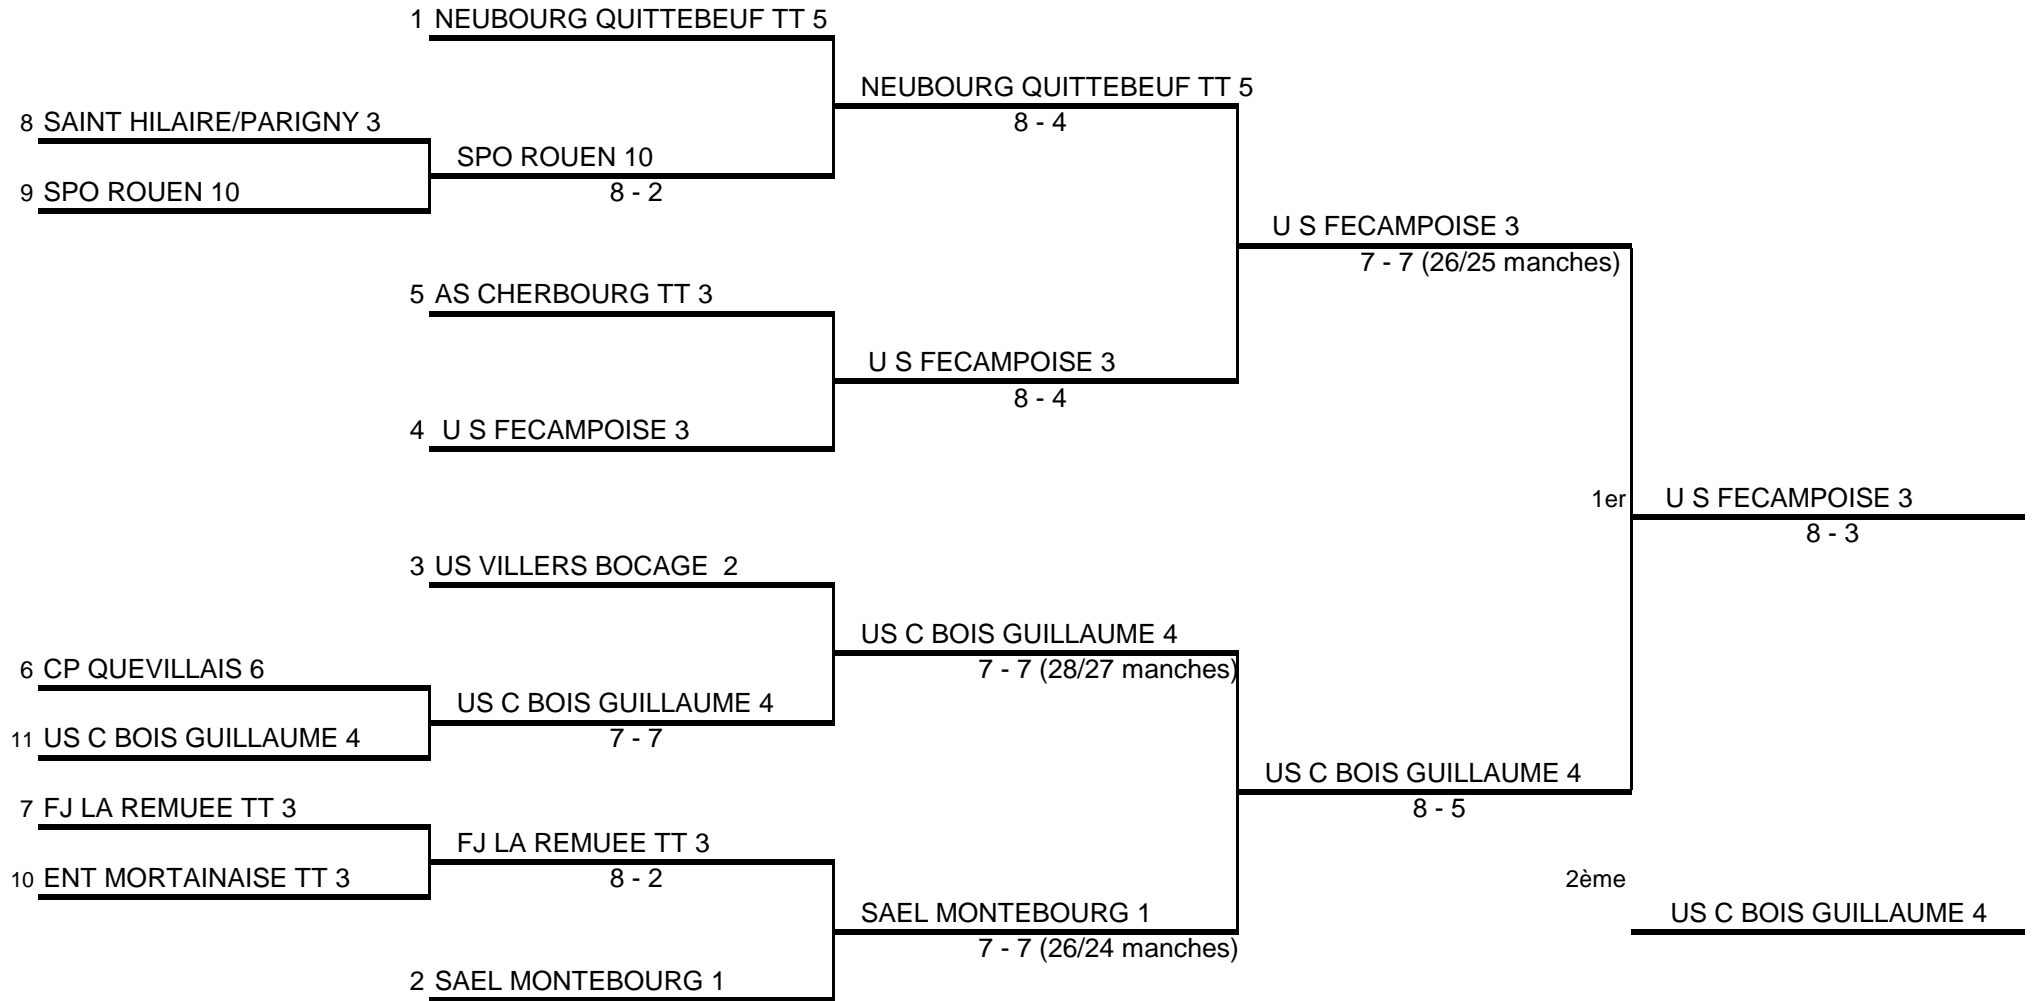 1 NEUBOURG QUITTEBEUF TT 5
NEUBOURG QUITTEBEUF TT 5
8 - 4
8 SAINT HILAIRE/PARIGNY 3
SPO ROUEN 10
8 - 2
9 SPO ROUEN 10
U S FECAMPOISE 3
7 - 7 (26/25 manches)
5 AS CHERBOURG TT 3
U S FECAMPOISE 3
8 - 4
4 U S FECAMPOISE 3
1er U S FECAMPOISE 3
8 - 3
3 US VILLERS BOCAGE 2
US C BOIS GUILLAUME 4
7 - 7 (28/27 manches)
6 CP QUEVILLAIS 6
US C BOIS GUILLAUME 4
7 - 7
11 US C BOIS GUILLAUME 4
US C BOIS GUILLAUME 4
8 - 5
7 FJ LA REMUEE TT 3
FJ LA REMUEE TT 3
8 - 2
10 ENT MORTAINAISE TT 3
2ème
US C BOIS GUILLAUME 4
SAEL MONTEBOURG 1
7 - 7 (26/24 manches)
2 SAEL MONTEBOURG 1